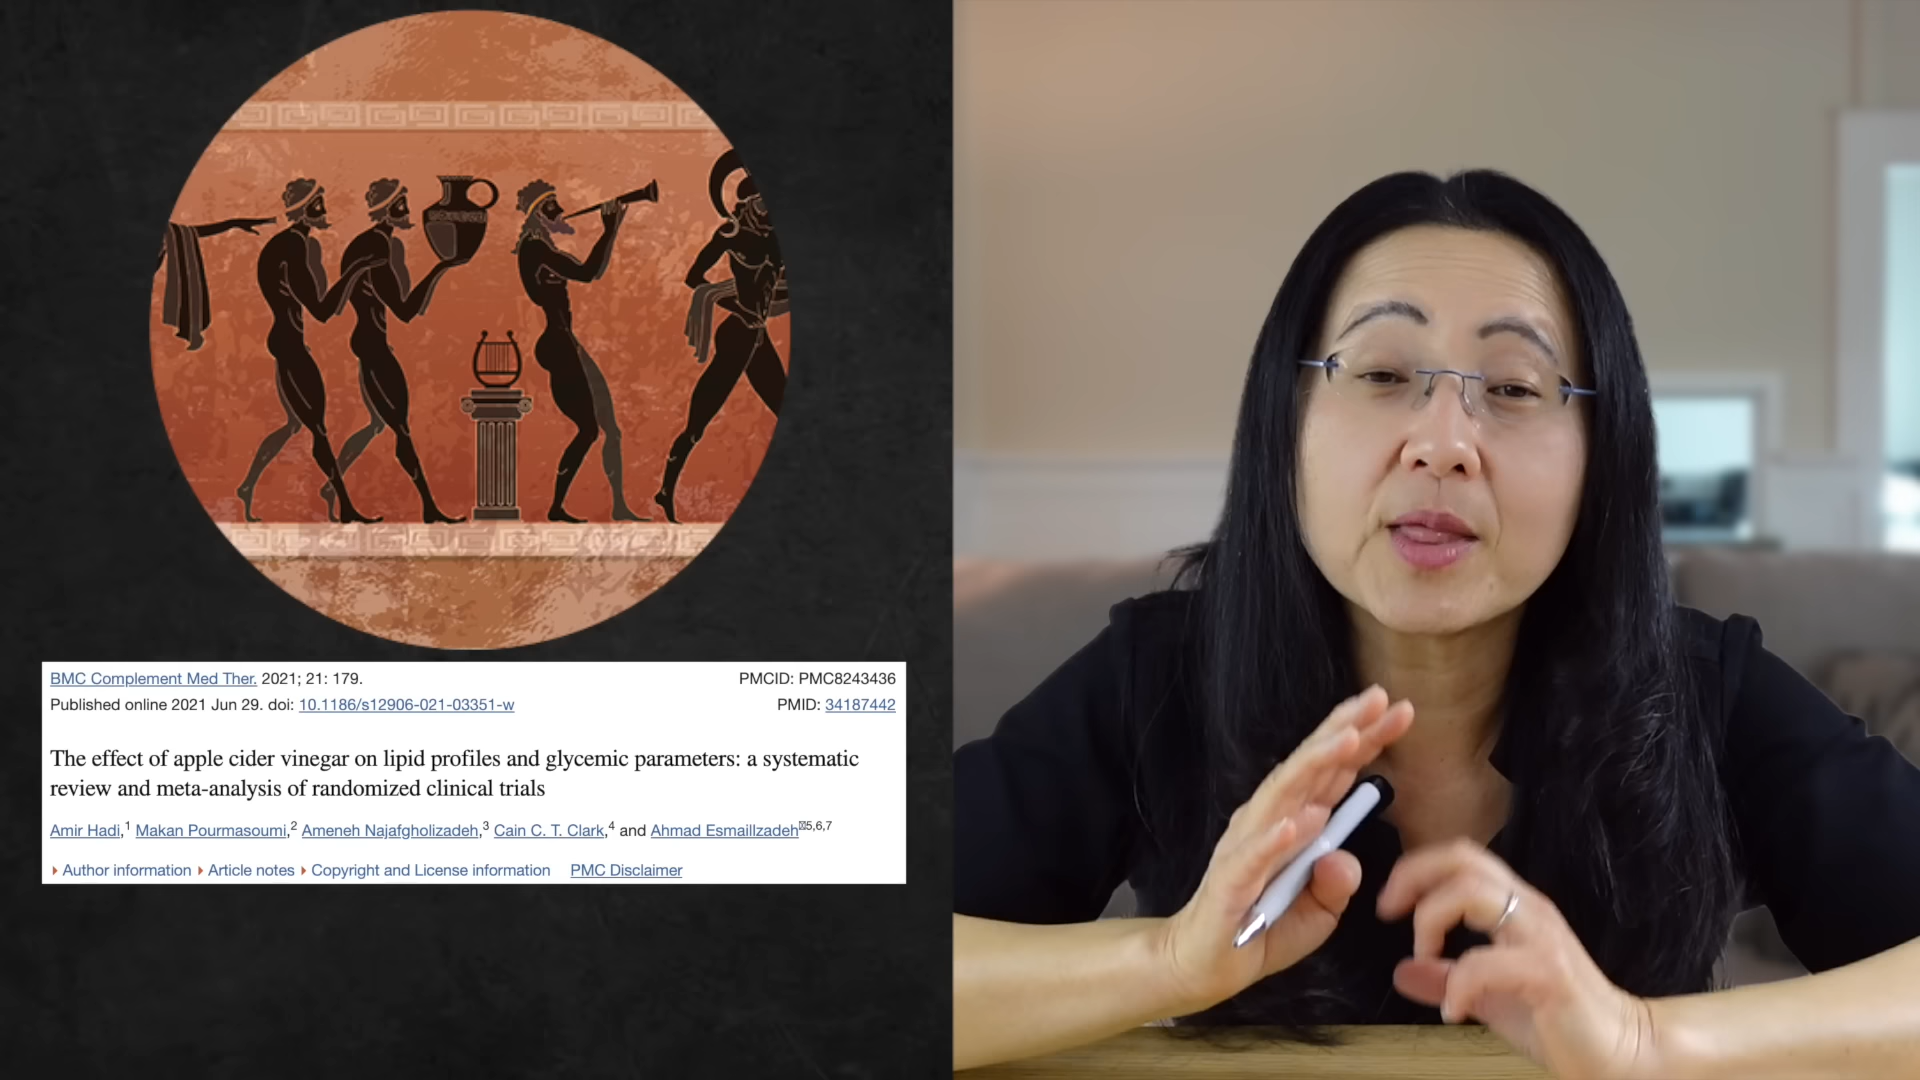 BMC Complement Med Ther. 2021; 21: 179. PMCID: PMC8243436
Published online 2021 Jun 29. doi: 10.1186/s12906-021-03351-w PMID: 34187442
The effect of apple cider vinegar on lipid profiles and glycemic parameters: a systematic
review and meta-analysis of randomized clinical trials
Amir Hadi,1 Makan Pourmasoumi,2 Ameneh Najafgholizadeh,3 Cain C. T. Clark,4 and Ahmad Esmaillzadeh5,6,7
Author information Article notes Copyright and License information PMC Disclaimer